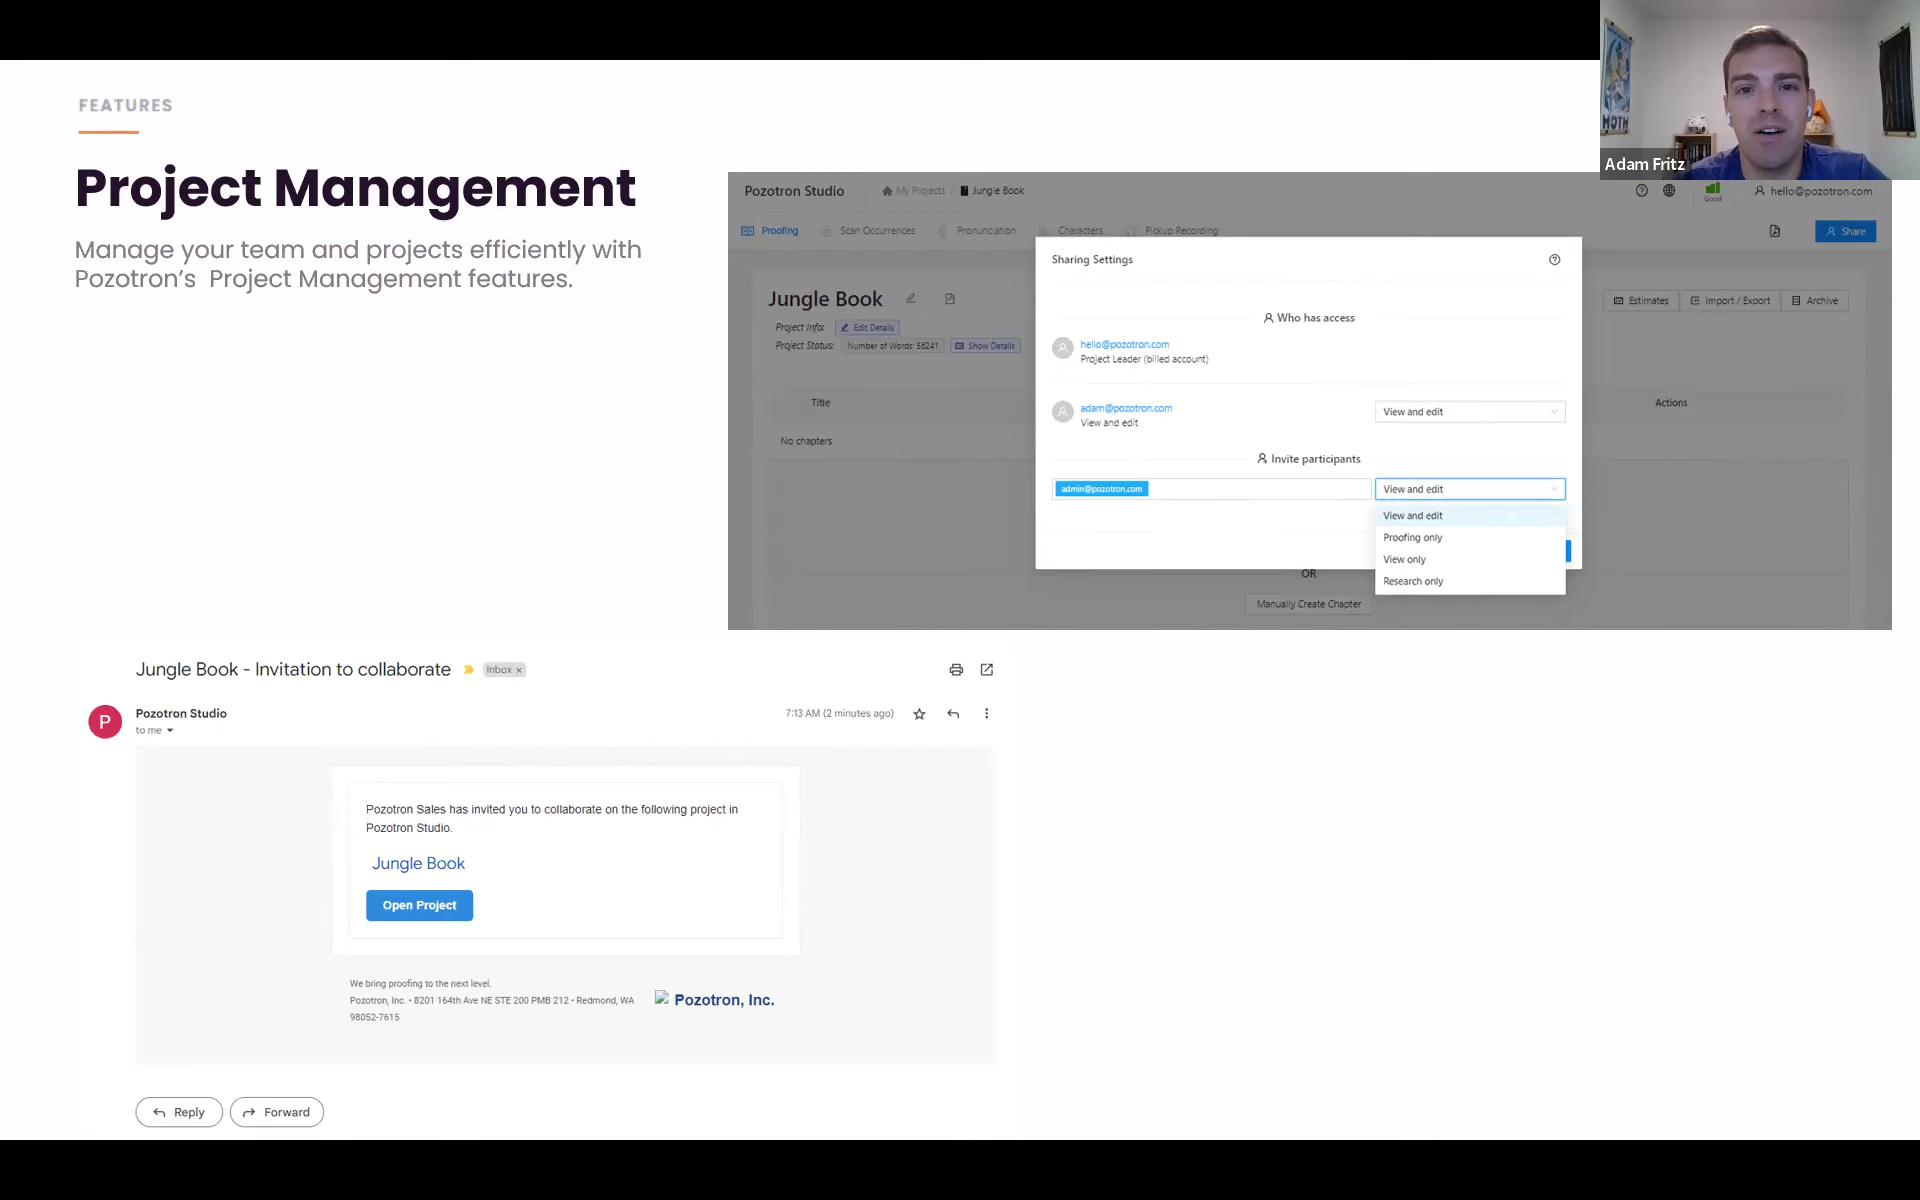 FEATURES
Project Management
Manage your team and projects efficiently with
Pozotron’s  Project Management features.
Adam Fritz
Pozotron Studio
My Projects / Jungle Book
Good
hello@pozotron.com
Proofing
Scan Occurrences
Pronunciation
Characters
Pickup Recording
Share
Jungle Book
Project Info:
Edit Details
Project Status:
Number of Words: 56241
Show Details
Estimates
Import / Export
Archive
Title
Actions
No chapters
OR
Manually Create Chapter
Sharing Settings
Who has access
hello@pozotron.com
Project Leader (billed account)
adam@pozotron.com
View and edit
View and edit
Invite participants
admin@pozotron.com
View and edit
View and edit
Proofing only
View only
Research only
Jungle Book - Invitation to collaborate
Inbox ×
P
Pozotron Studio
to me
7:13 AM (2 minutes ago)
Pozotron Sales has invited you to collaborate on the following project in
Pozotron Studio.
Jungle Book
Open Project
We bring proofing to the next level.
Pozotron, Inc. • 8201 164th Ave NE STE 200 PMB 212 • Redmond, WA
98052-7615
Pozotron, Inc.
Reply
Forward